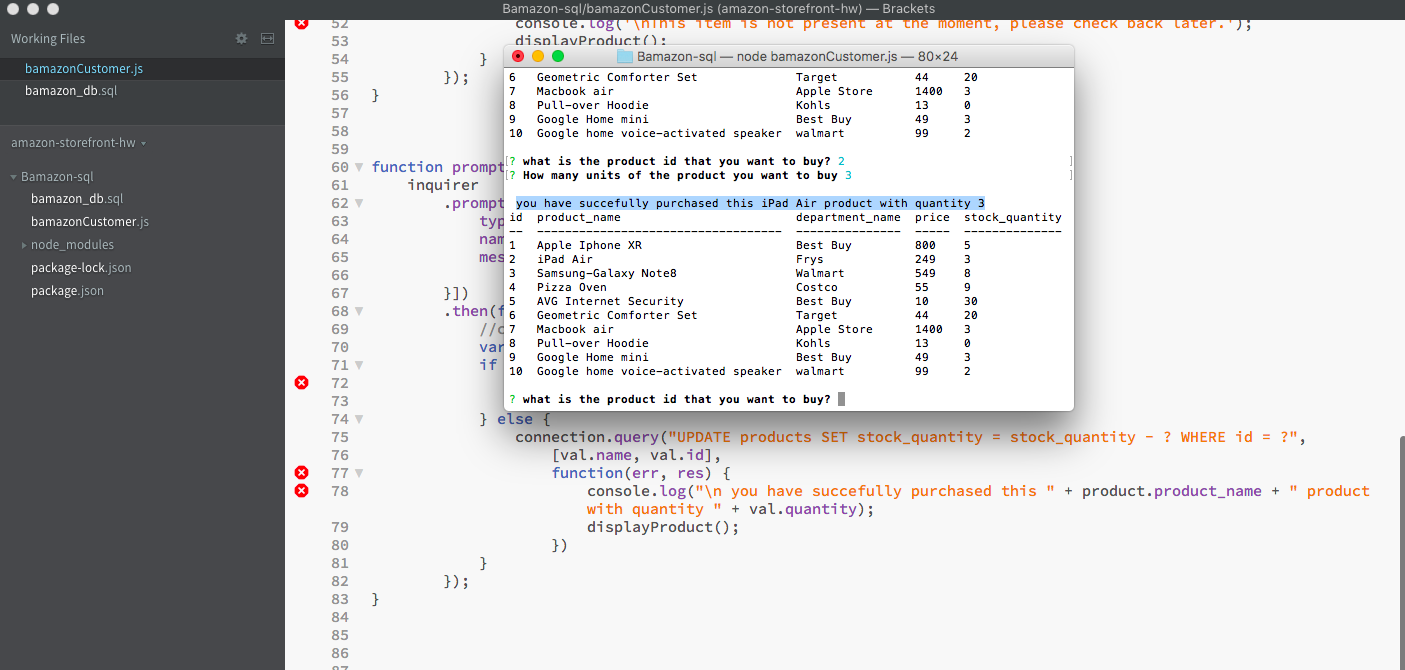 Bamazon-sql/bamazonCustomer.js (amazon-storefront-hw) — Brackets
Working Files
bamazonCustomer.js
bamazon_db.sql
amazon-storefront-hw
Bamazon-sql
bamazon_db.sql
bamazonCustomer.js
node_modules
package-lock.json
package.json
52 console.log('\nThis item is not present at the moment, please check back later.');
53 displayProduct();
54 }
55 });
56 }
57
58
59
60 function prompt
61 inquirer
62 .prompt
63 typ
64 nam
65 mes
66
67 }])
68 .then(f
69 //c
70 var
71 if
72
73
74 } else {
75 connection.query("UPDATE products SET stock_quantity = stock_quantity - ? WHERE id = ?",
76 [val.name, val.id],
77 function(err, res) {
78 console.log("\n you have succefully purchased this " + product.product_name + " product
with quantity " + val.quantity);
79 displayProduct();
80 })
81 }
82 });
83 }
84
85
86
87
Bamazon-sql — node bamazonCustomer.js — 80×24
6 Geometric Comforter Set Target 44 20
7 Macbook air Apple Store 1400 3
8 Pull-over Hoodie Kohls 13 0
9 Google Home mini Best Buy 49 3
10 Google home voice-activated speaker walmart 99 2
[? what is the product id that you want to buy? 2 ]
[? How many units of the product you want to buy 3 ]
you have succefully purchased this iPad Air product with quantity 3
id product_name department_name price stock_quantity
-- ----------------------------------- --------------- ----- --------------
1 Apple Iphone XR Best Buy 800 5
2 iPad Air Frys 249 3
3 Samsung-Galaxy Note8 Walmart 549 8
4 Pizza Oven Costco 55 9
5 AVG Internet Security Best Buy 10 30
6 Geometric Comforter Set Target 44 20
7 Macbook air Apple Store 1400 3
8 Pull-over Hoodie Kohls 13 0
9 Google Home mini Best Buy 49 3
10 Google home voice-activated speaker walmart 99 2
? what is the product id that you want to buy?